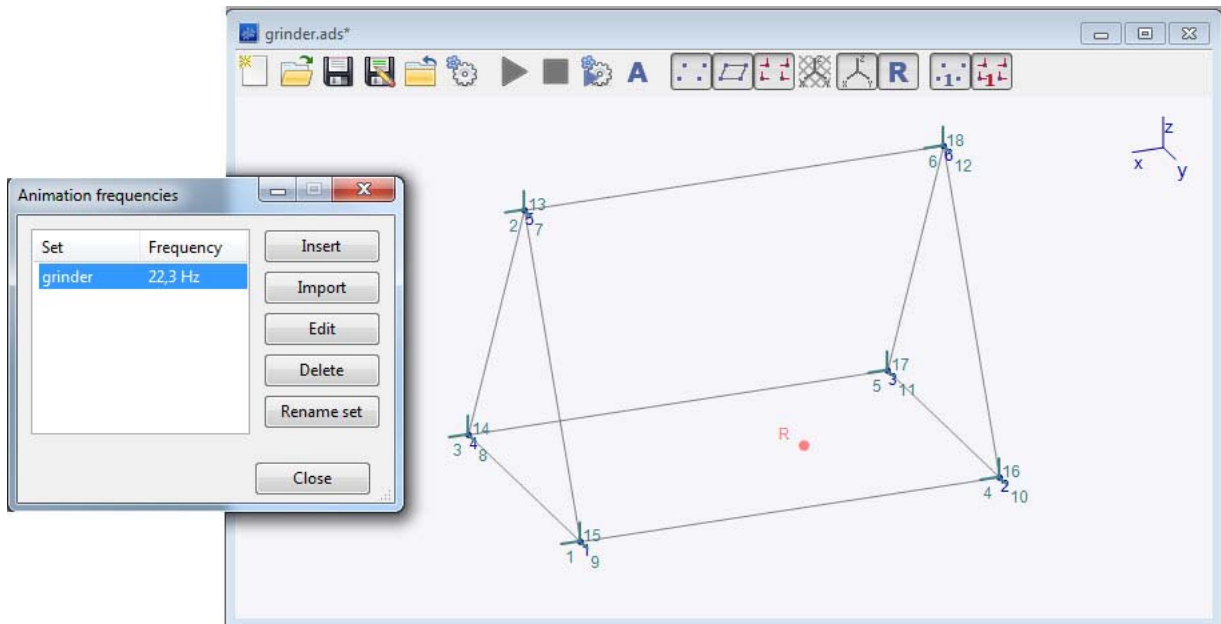 grinder.ads*
A R 1 1
z
x
y
18
6 6 12
13
2 5 7
17
5 3 11
14
3 4 8
R
16
4 2 10
15
1 1 9
Animation frequencies
Set Frequency Insert
grinder 22,3 Hz
Import
Edit
Delete
Rename set
Close